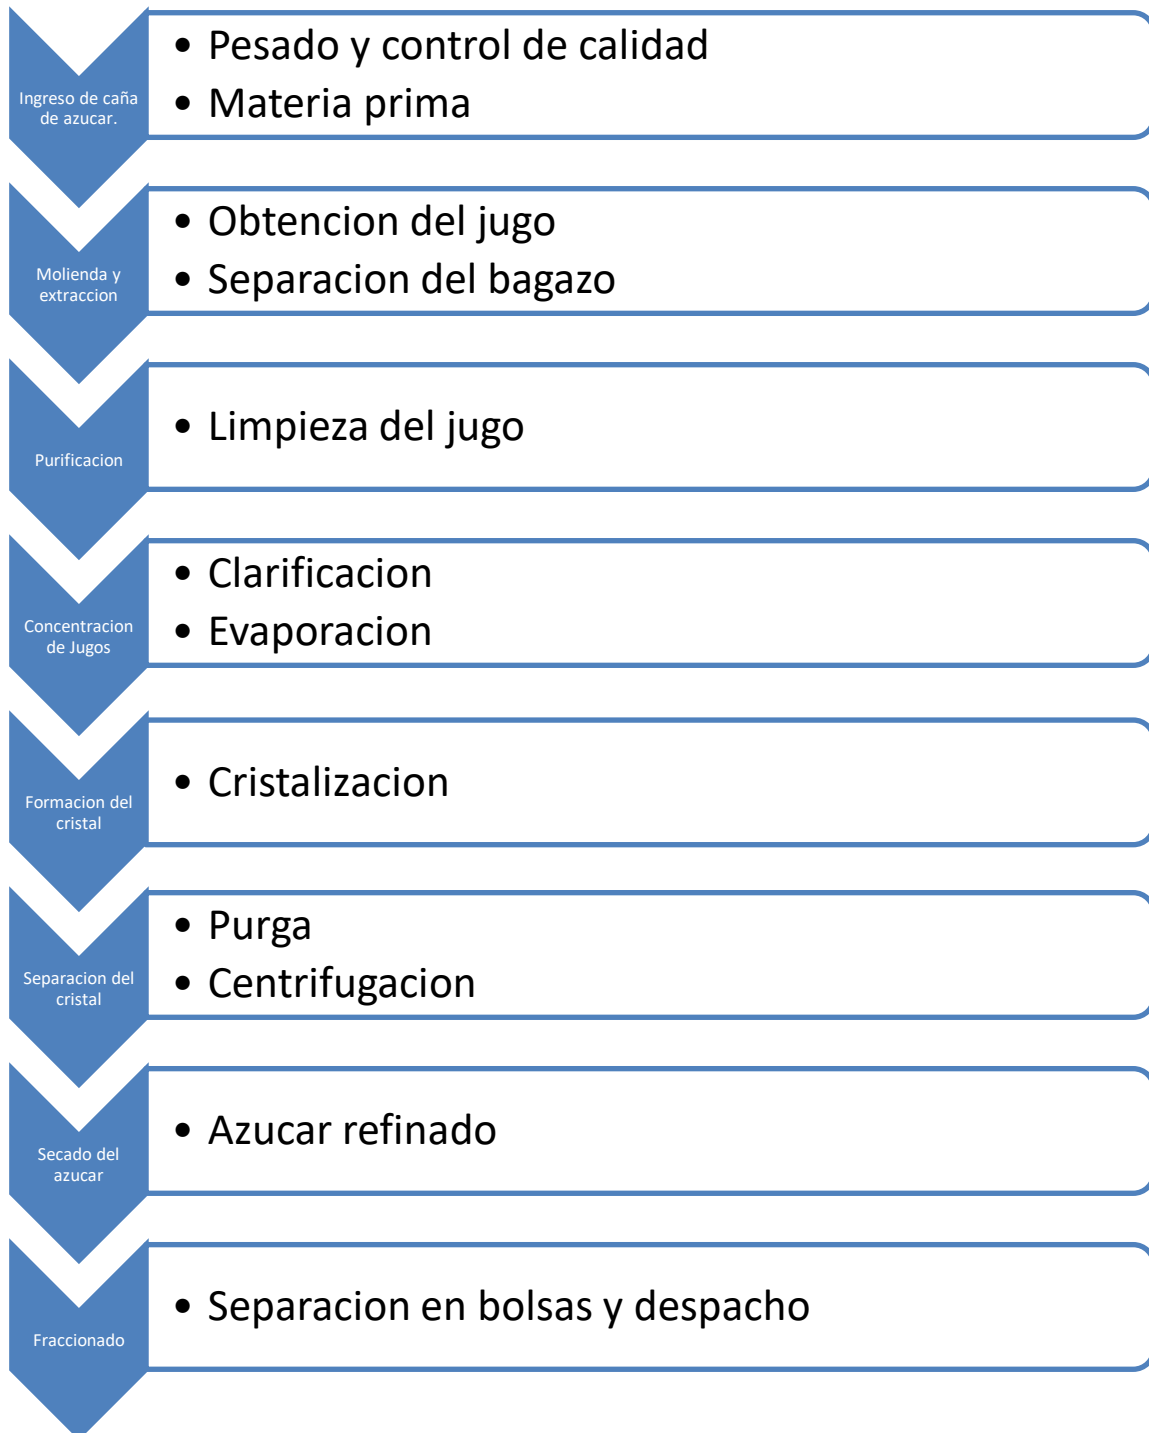 Ingreso de caña
de azucar.
• Pesado y control de calidad
• Materia prima
Molienda y
extraccion
• Obtencion del jugo
• Separacion del bagazo
Purificacion
• Limpieza del jugo
Concentracion
de Jugos
• Clarificacion
• Evaporacion
Formacion del
cristal
• Cristalizacion
Separacion del
cristal
• Purga
• Centrifugacion
Secado del
azucar
• Azucar refinado
Fraccionado
• Separacion en bolsas y despacho